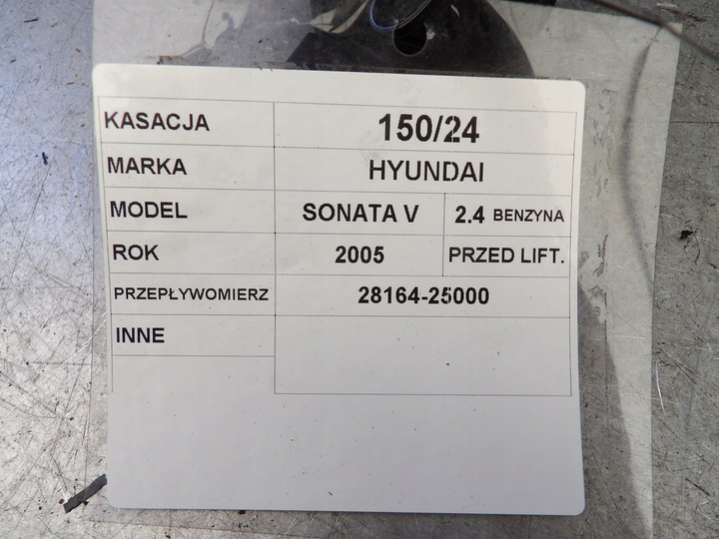 KASACJA 150/24
MARKA HYUNDAI
MODEL SONATA V 2.4 BENZYNA
ROK 2005 PRZED LIFT.
PRZEPŁYWOMIERZ 28164-25000
INNE